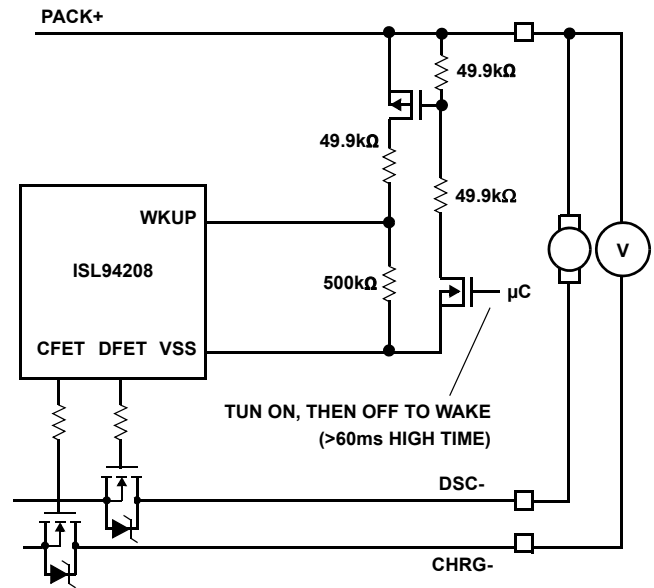 PACK+
49.9kΩ
49.9kΩ
49.9kΩ
WKUP
ISL94208
500kΩ
µC
V
CFET DFET VSS
TUN ON, THEN OFF TO WAKE
(>60ms HIGH TIME)
DSC-
CHRG-